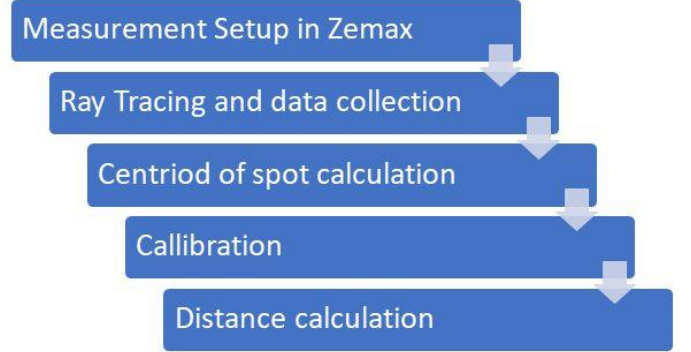 Measurement Setup in Zemax
Ray Tracing and data collection
Centriod of spot calculation
Callibration
Distance calculation